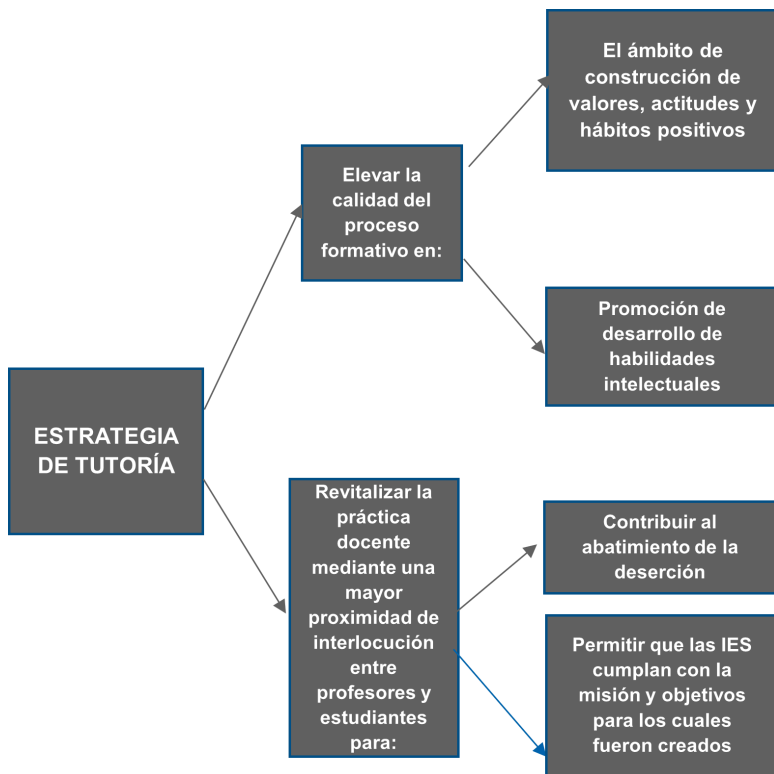 ESTRATEGIA
DE TUTORÍA
Elevar la
calidad del
proceso
formativo en:
El ámbito de
construcción de
valores, actitudes y
hábitos positivos
Promoción de
desarrollo de
habilidades
intelectuales
Revitalizar la
práctica
docente
mediante una
mayor
proximidad de
interlocución
entre
profesores y
estudiantes
para:
Contribuir al
abatimiento de la
deserción
Permitir que las IES
cumplan con la
misión y objetivos
para los cuales
fueron creados